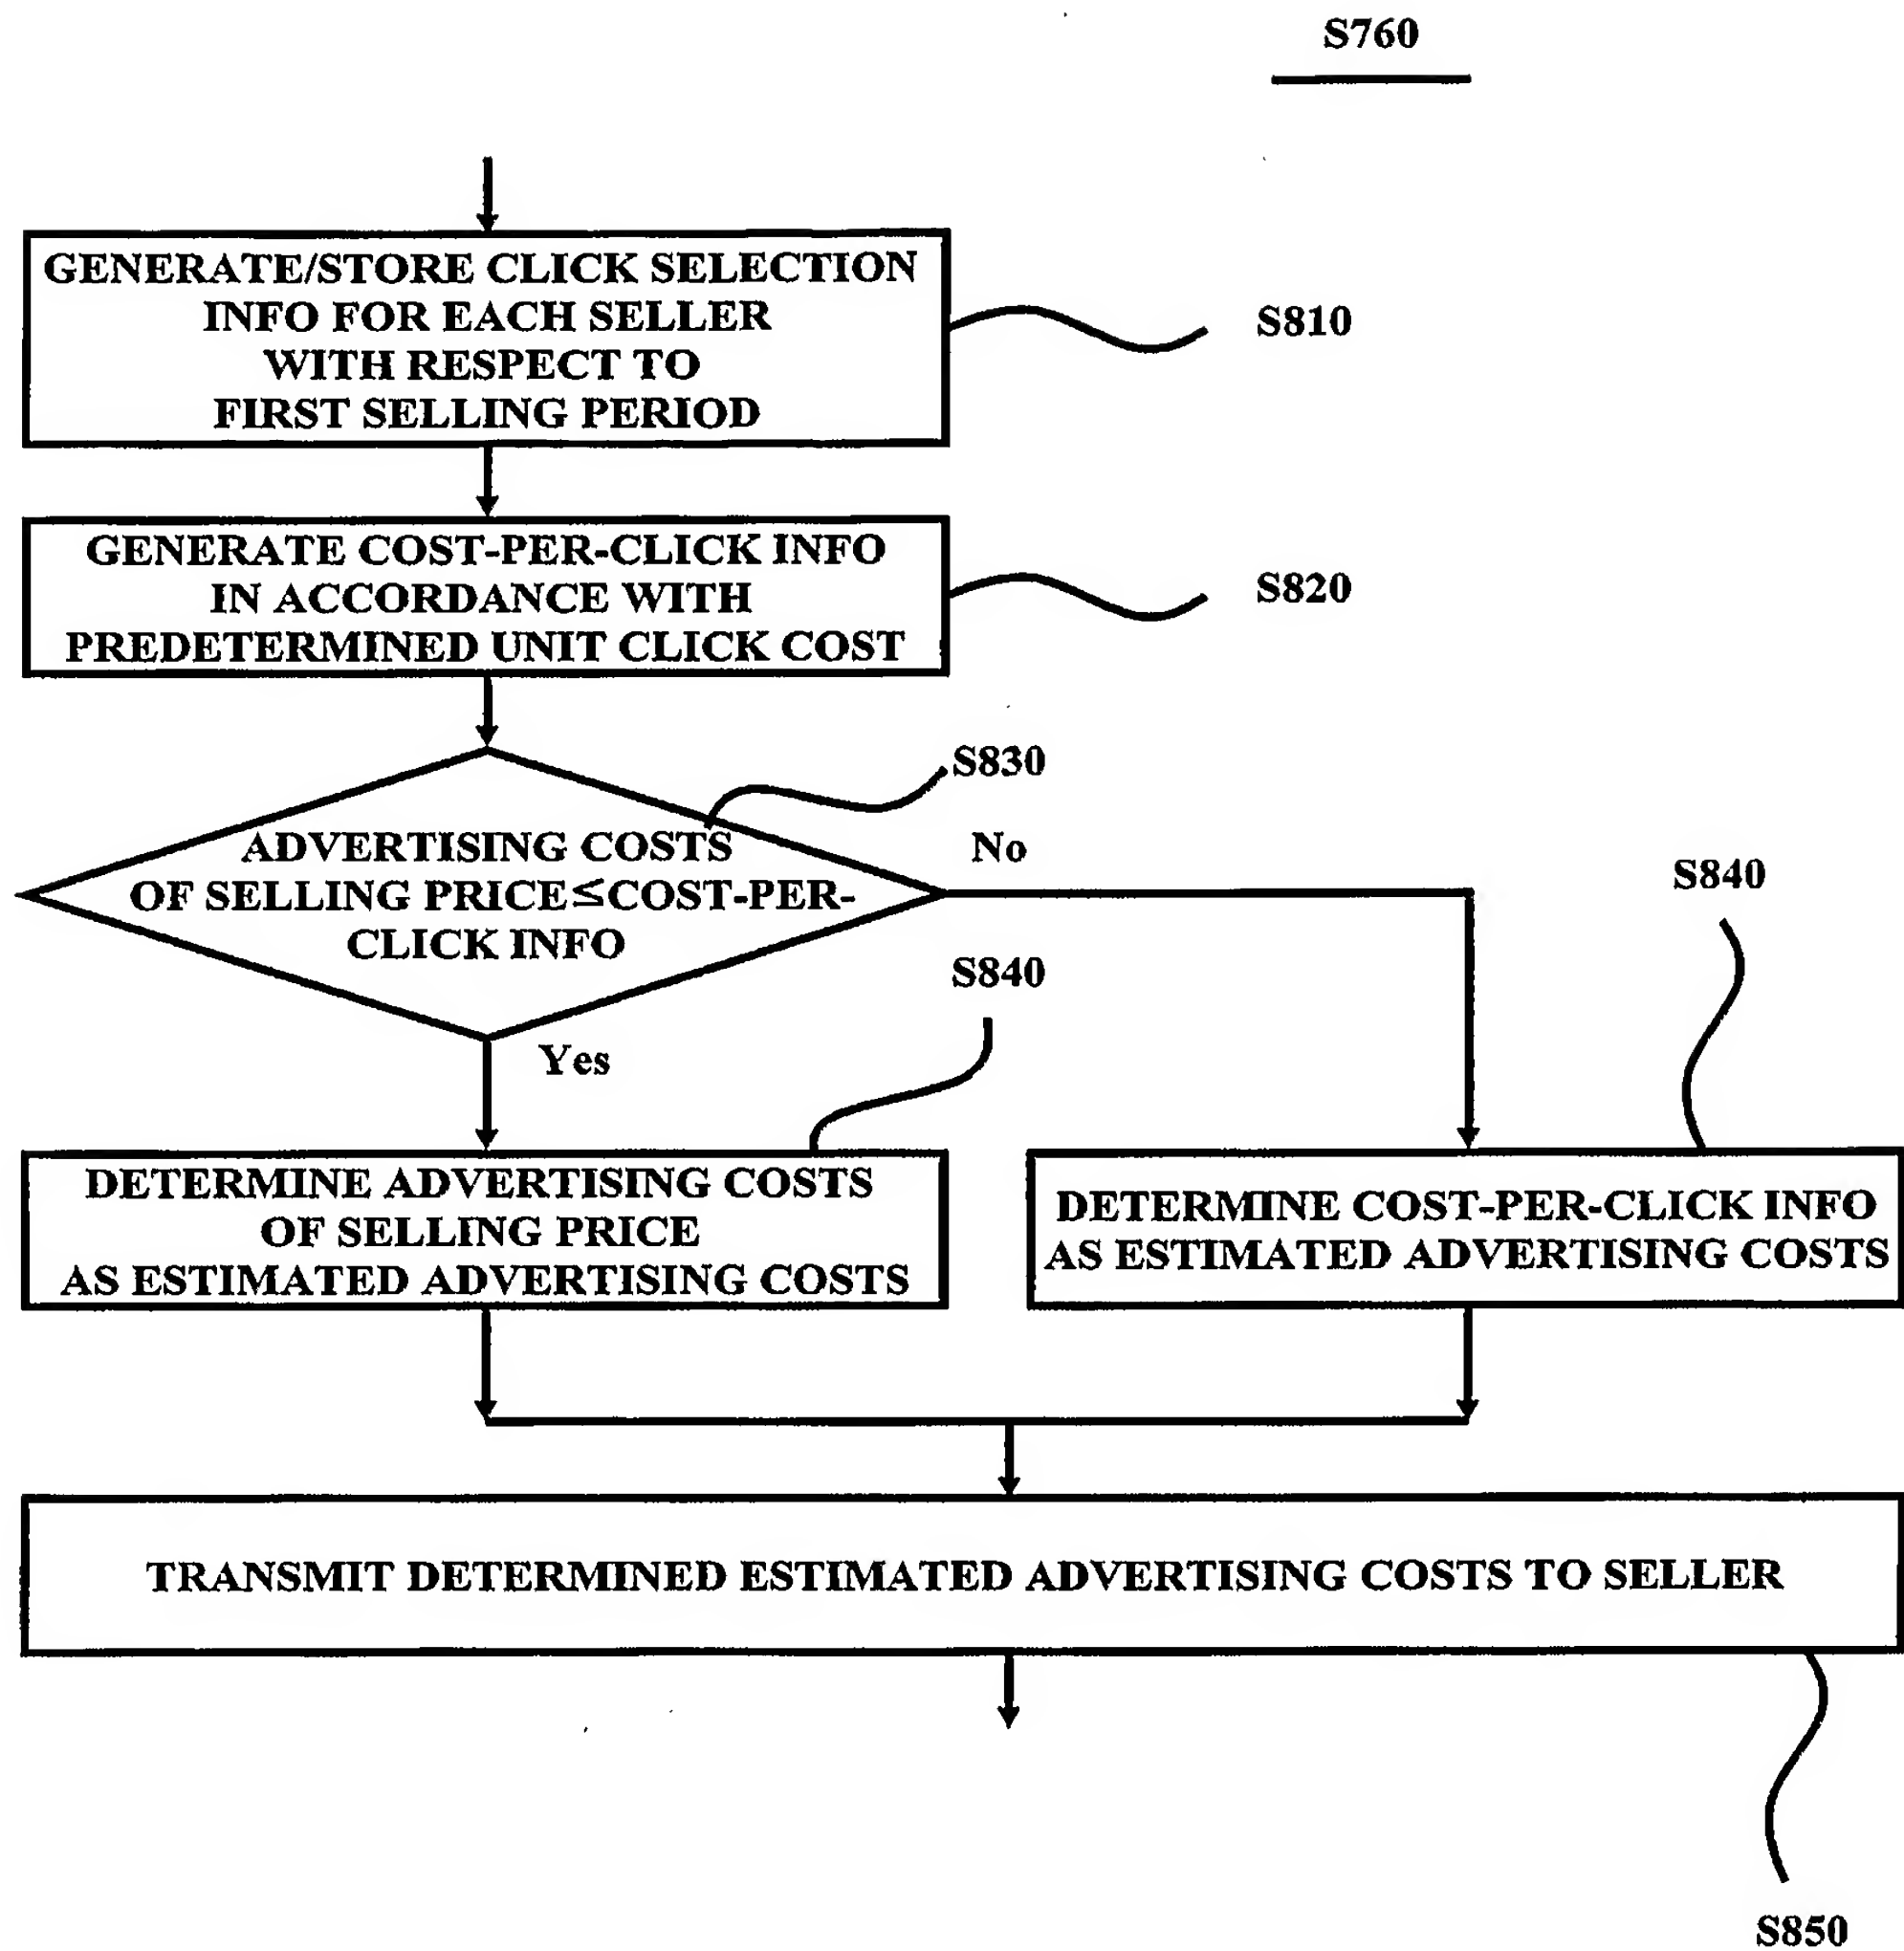 S760
GENERATE/STORE CLICK SELECTION
INFO FOR EACH SELLER
WITH RESPECT TO
FIRST SELLING PERIOD
S810
GENERATE COST-PER-CLICK INFO
IN ACCORDANCE WITH
PREDETERMINED UNIT CLICK COST
S820
S830
ADVERTISING COSTS
OF SELLING PRICE≤COST-PER-
CLICK INFO
No
S840
S840
Yes
DETERMINE ADVERTISING COSTS
OF SELLING PRICE
AS ESTIMATED ADVERTISING COSTS
DETERMINE COST-PER-CLICK INFO
AS ESTIMATED ADVERTISING COSTS
TRANSMIT DETERMINED ESTIMATED ADVERTISING COSTS TO SELLER
S850